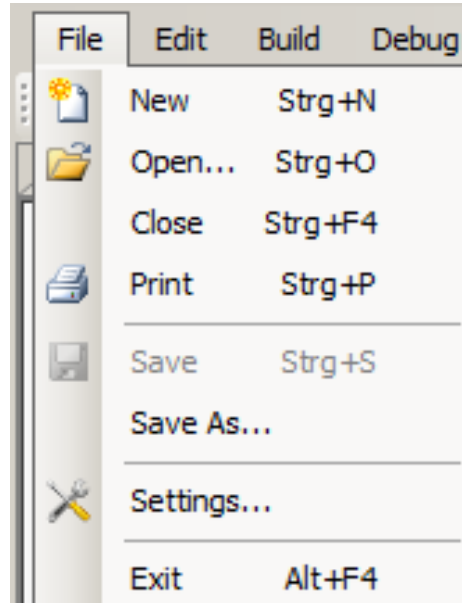 File Edit Build Debug
New Strg+N
Open... Strg+O
Close Strg+F4
Print Strg+P
Save Strg+S
Save As...
Settings...
Exit Alt+F4